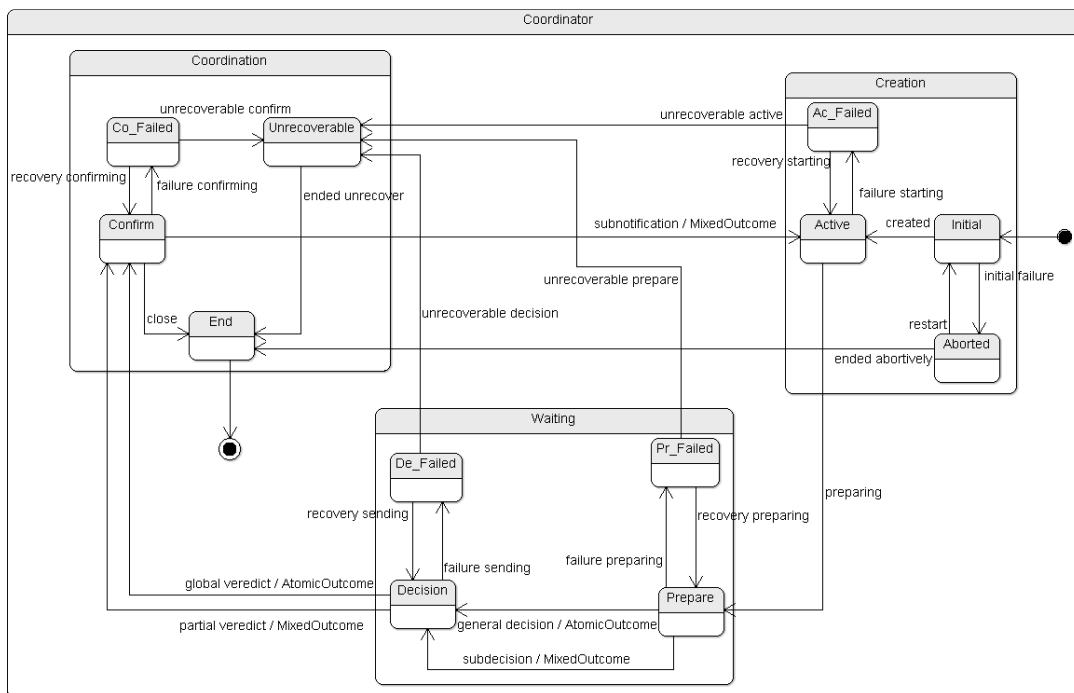 Coordinator
Coordination
Creation
unrecoverable confirm
Co_Failed
Unrecoverable
unrecoverable active
Ac_Failed
recovery confirming
failure confirming
ended unrecover
recovery starting
failure starting
Confirm
subnotification / MixedOutcome
Active
created
Initial
unrecoverable prepare
initial failure
close
End
unrecoverable decision
restart
Aborted
ended abortively
Waiting
De_Failed
Pr_Failed
preparing
recovery sending
recovery preparing
failure sending
failure preparing
global veredict / AtomicOutcome
Decision
Prepare
partial veredict / MixedOutcome
general decision / AtomicOutcome
subdecision / MixedOutcome